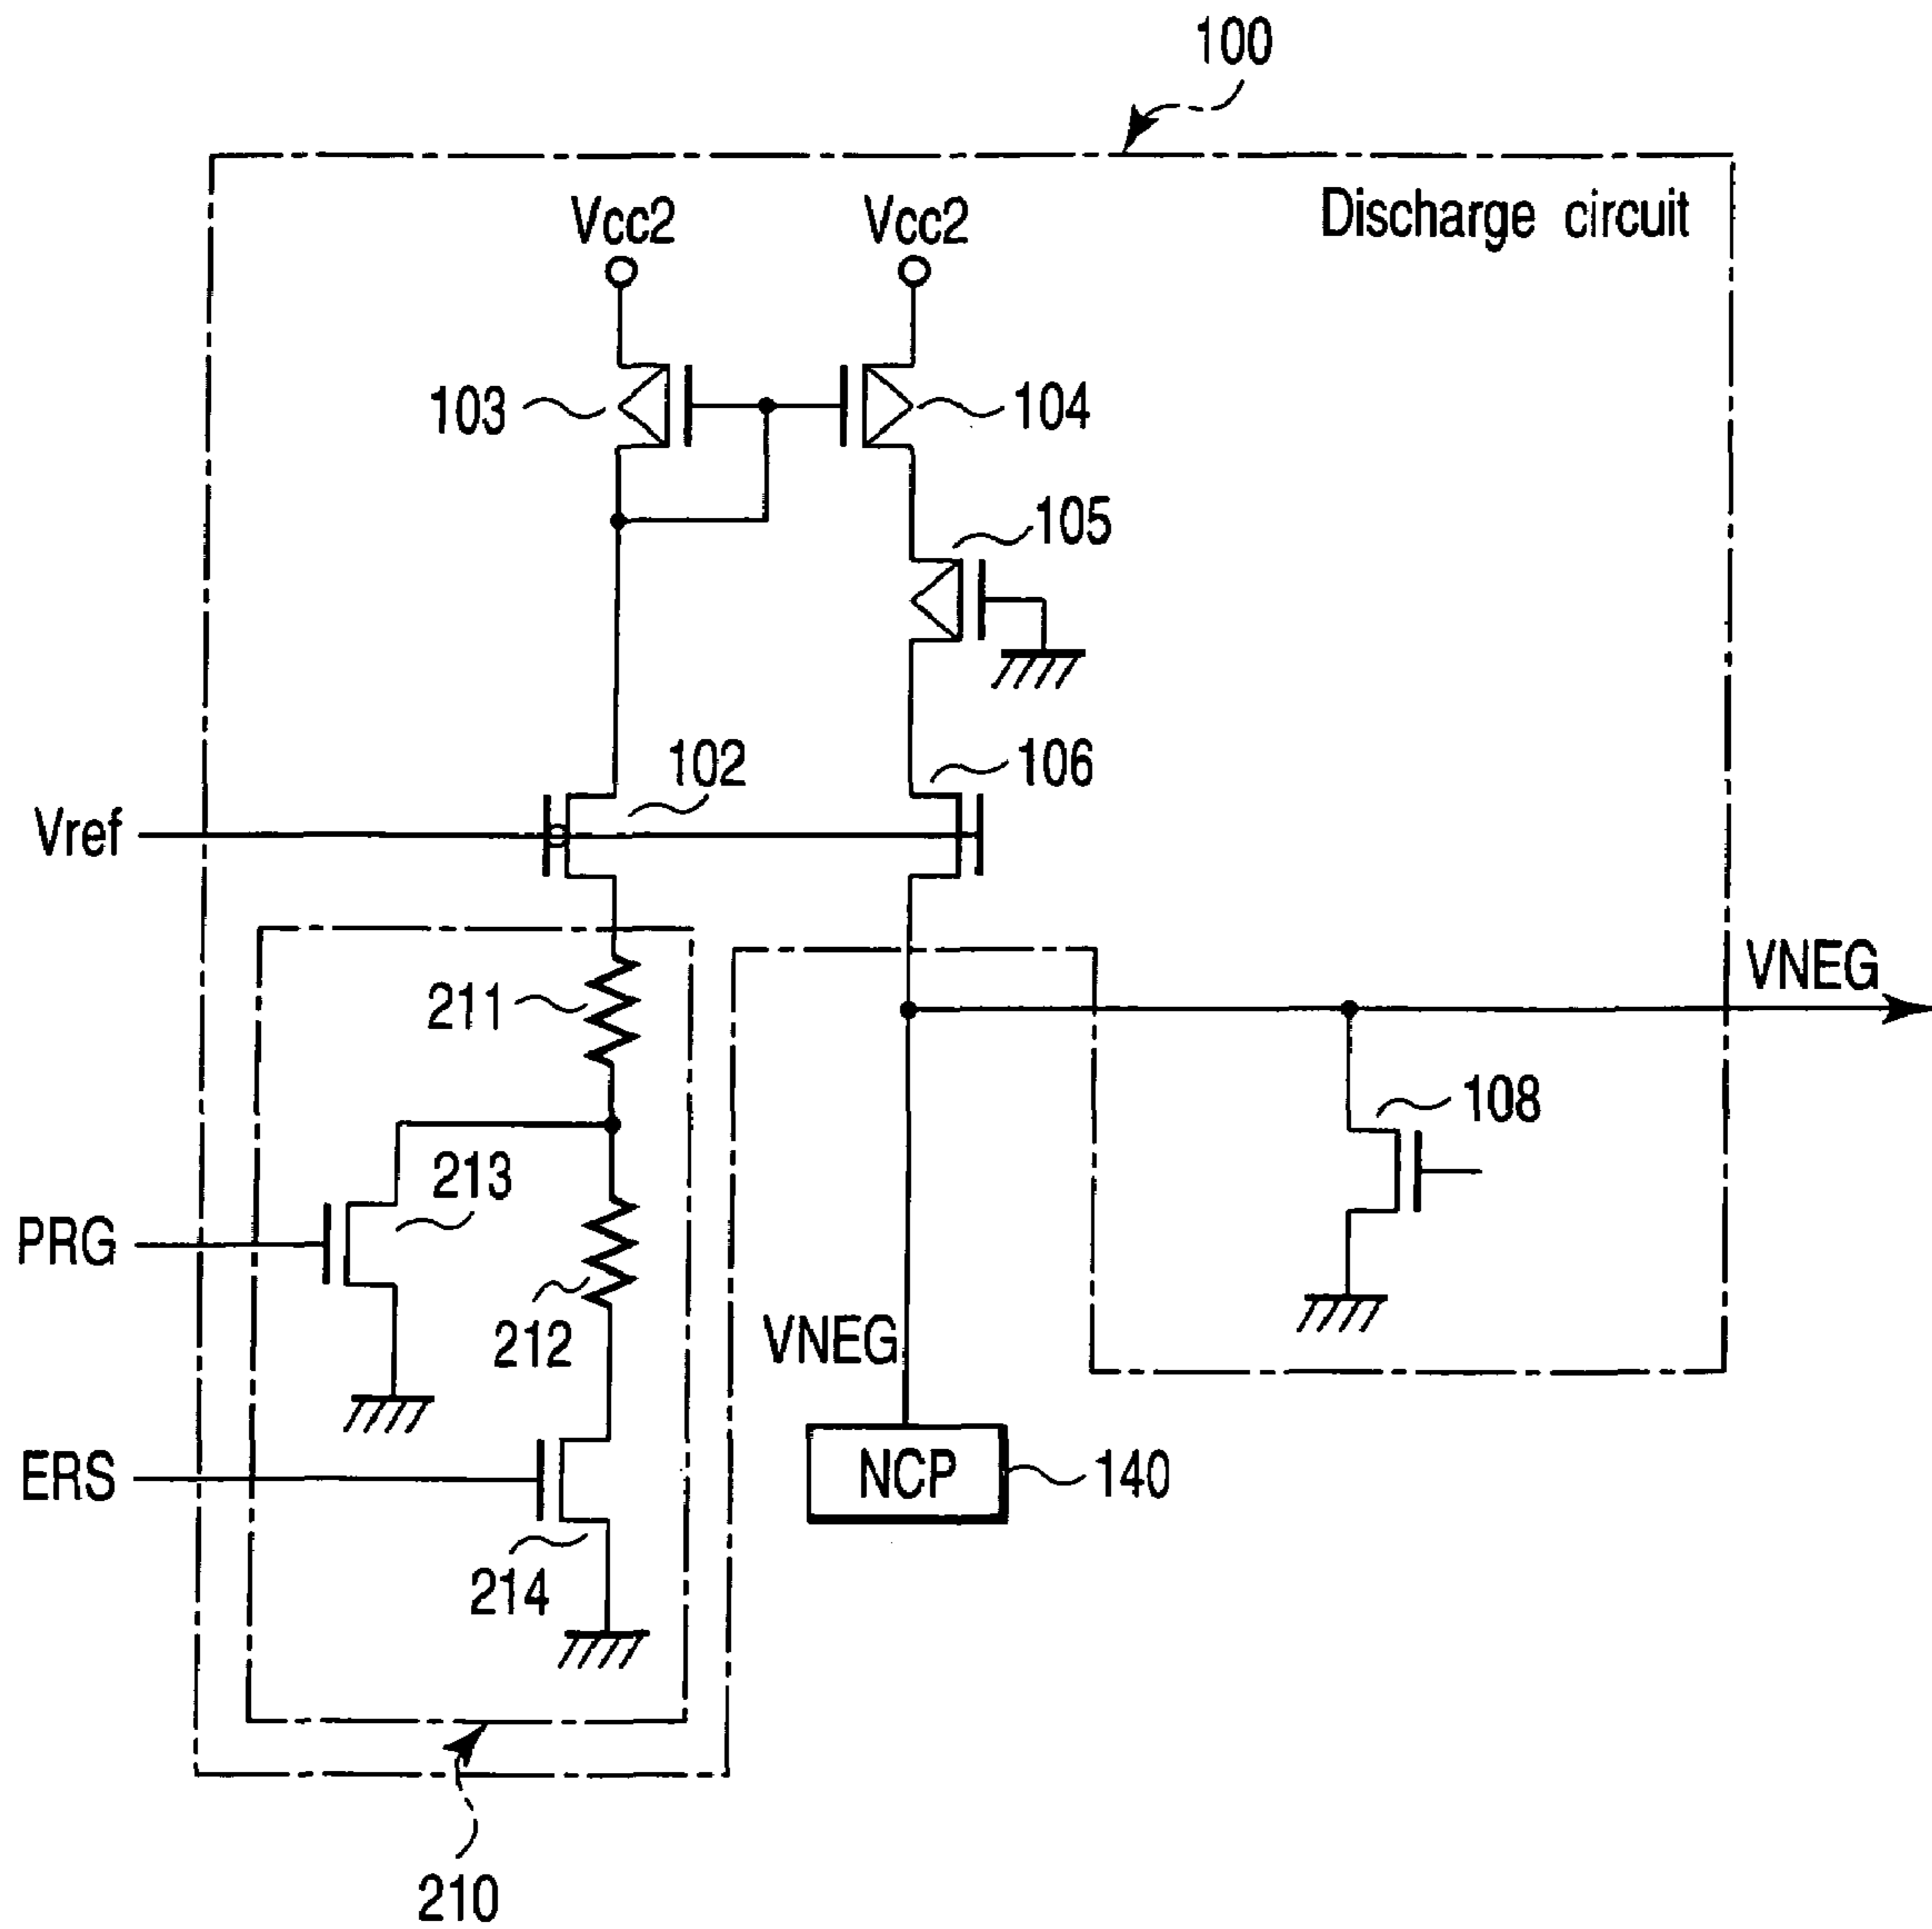 100
Discharge circuit
Vcc2
Vcc2
103
104
105
102
106
Vref
211
VNEG
108
213
PRG
212
VNEG
ERS
NCP
140
214
210